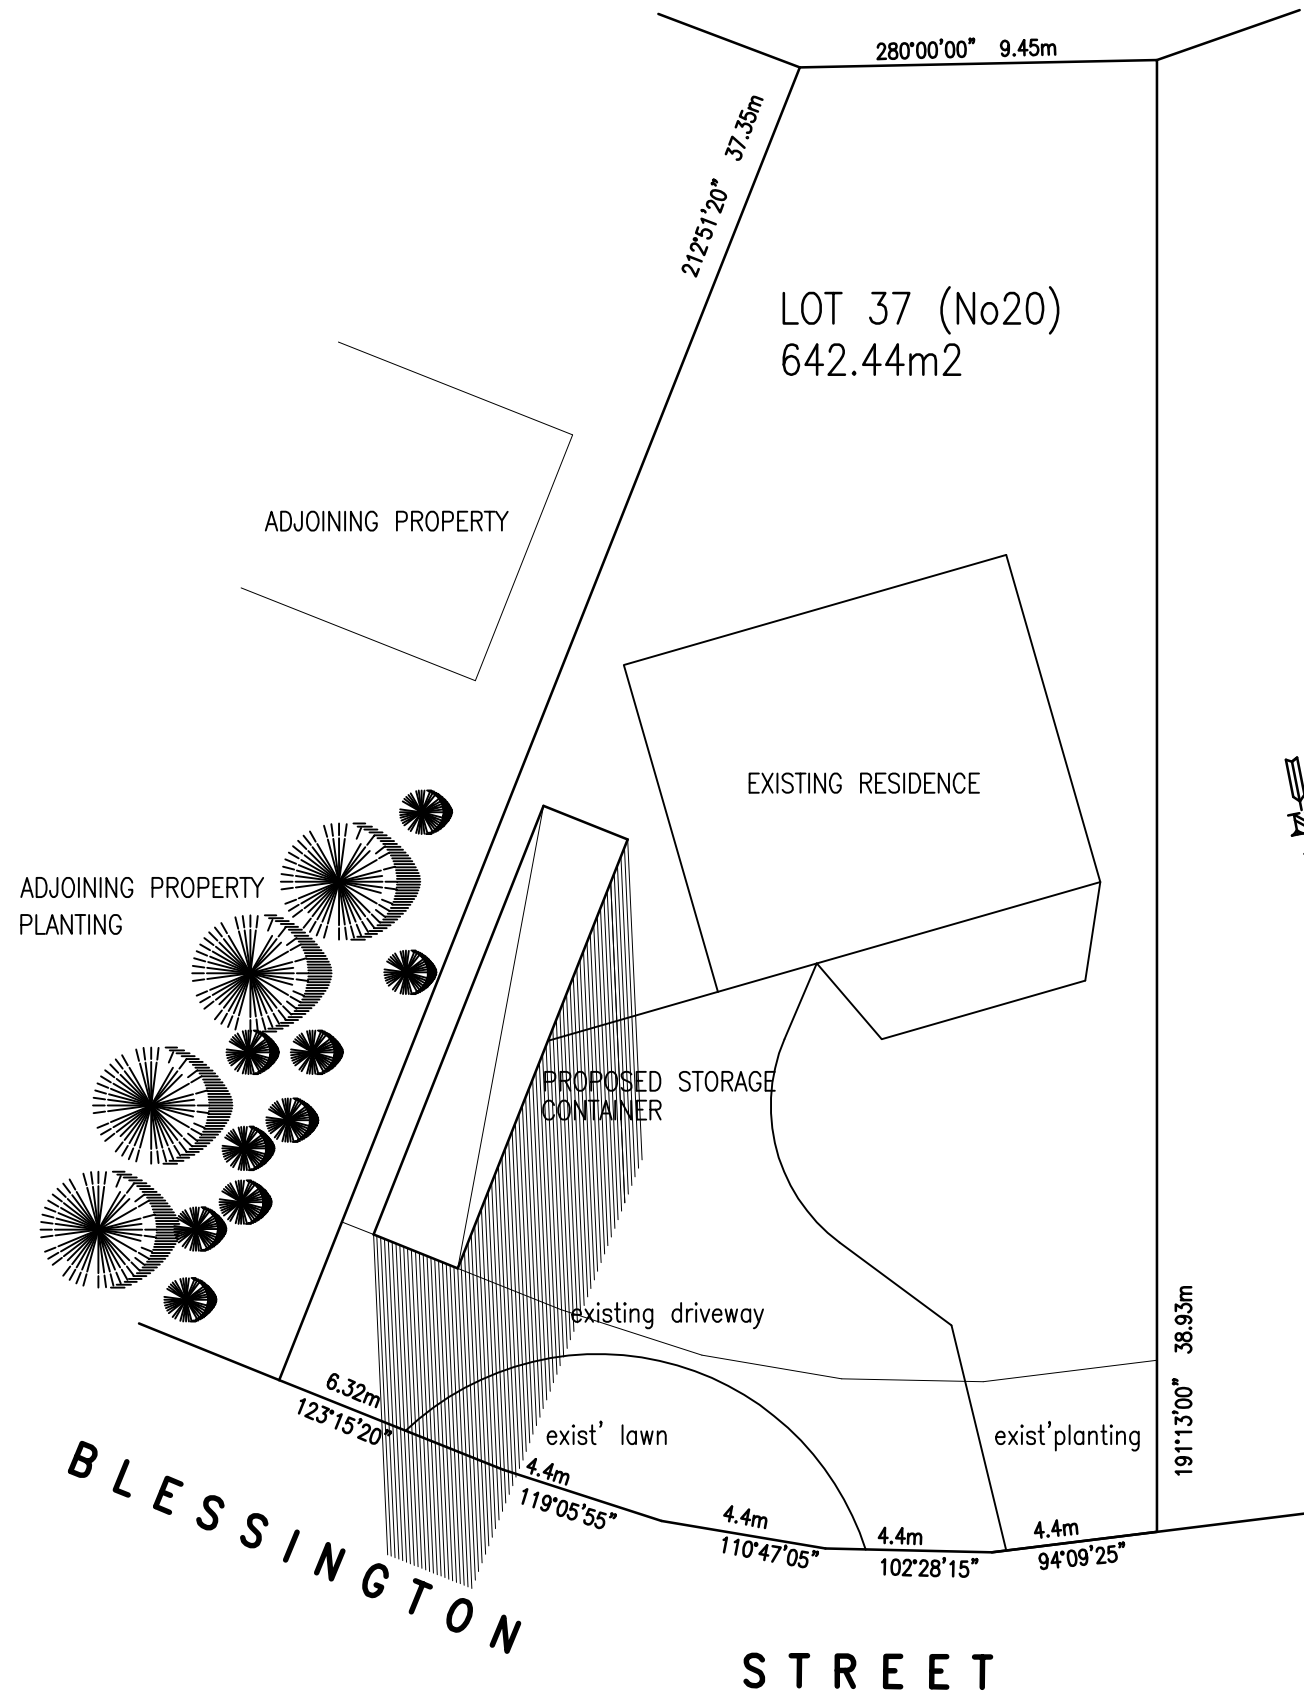 280°00'00" 9.45m
212°51'20" 37.35m
LOT 37 (No20)
642.44m2
ADJOINING PROPERTY
EXISTING RESIDENCE
ADJOINING PROPERTY
PLANTING
PROPOSED STORAGE
CONTAINER
existing driveway
191°13'00" 38.93m
6.32m
123°15'20"
exist' lawn
exist'planting
4.4m
119°05'55"
4.4m
110°47'05"
4.4m
102°28'15"
4.4m
94°09'25"
BLESSINGTON
STREET